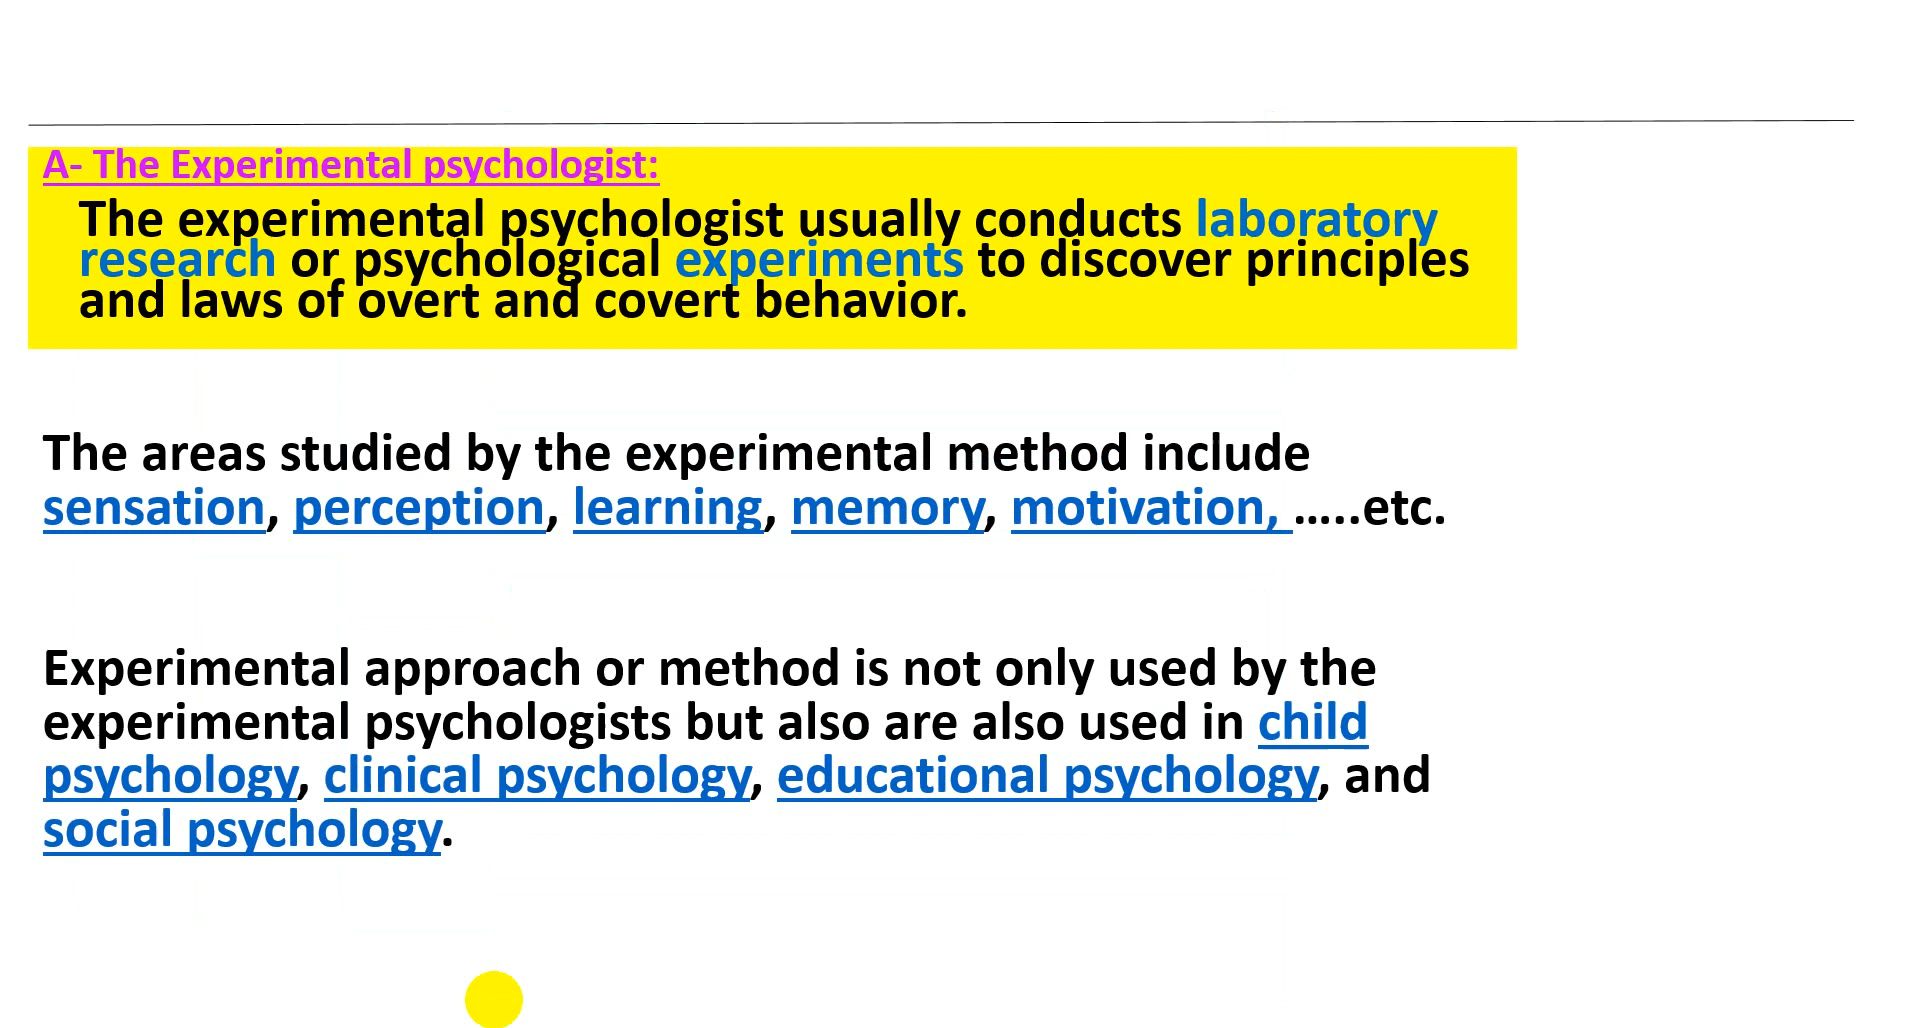 A- The Experimental psychologist:
The experimental psychologist usually conducts laboratory
research or psychological experiments to discover principles
and laws of overt and covert behavior.
The areas studied by the experimental method include
sensation, perception, learning, memory, motivation, …..etc.
Experimental approach or method is not only used by the
experimental psychologists but also are also used in child
psychology, clinical psychology, educational psychology, and
social psychology.